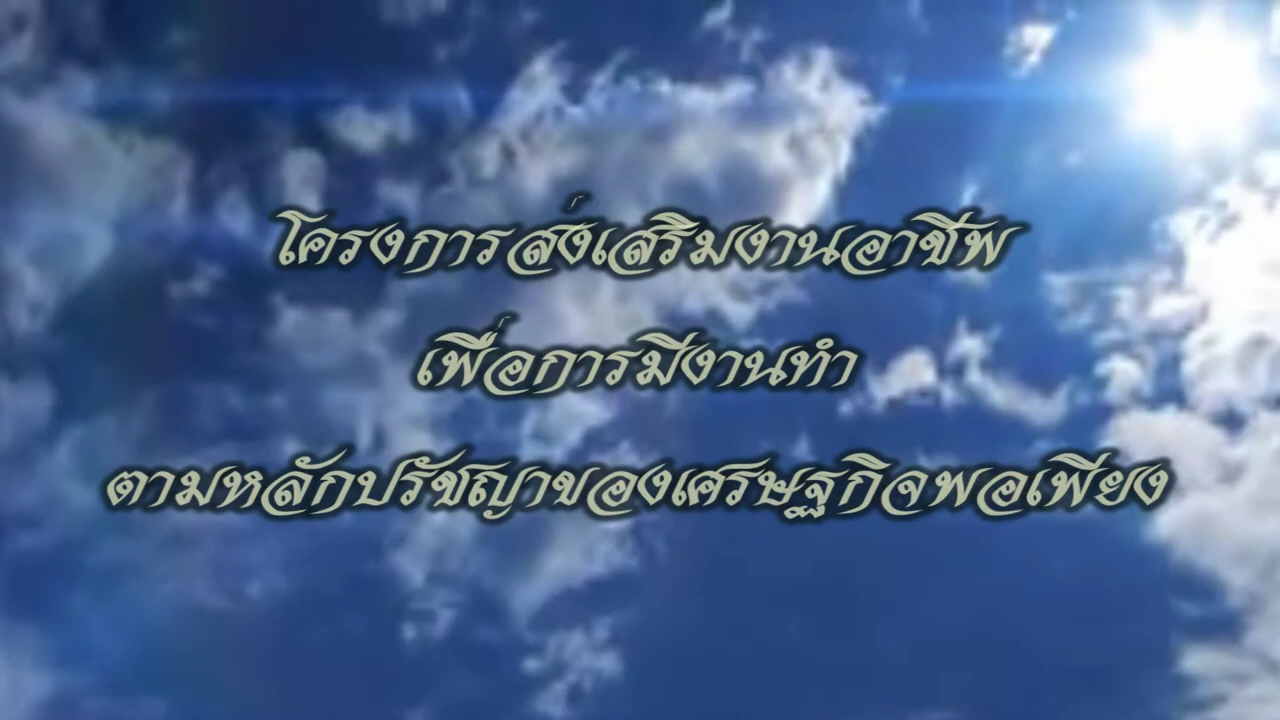 โครงการส่งเสริมงานอาชีพ
เพื่อการมีงานทำ
ตามหลักปรัชญาของเศรษฐกิจพอเพียง